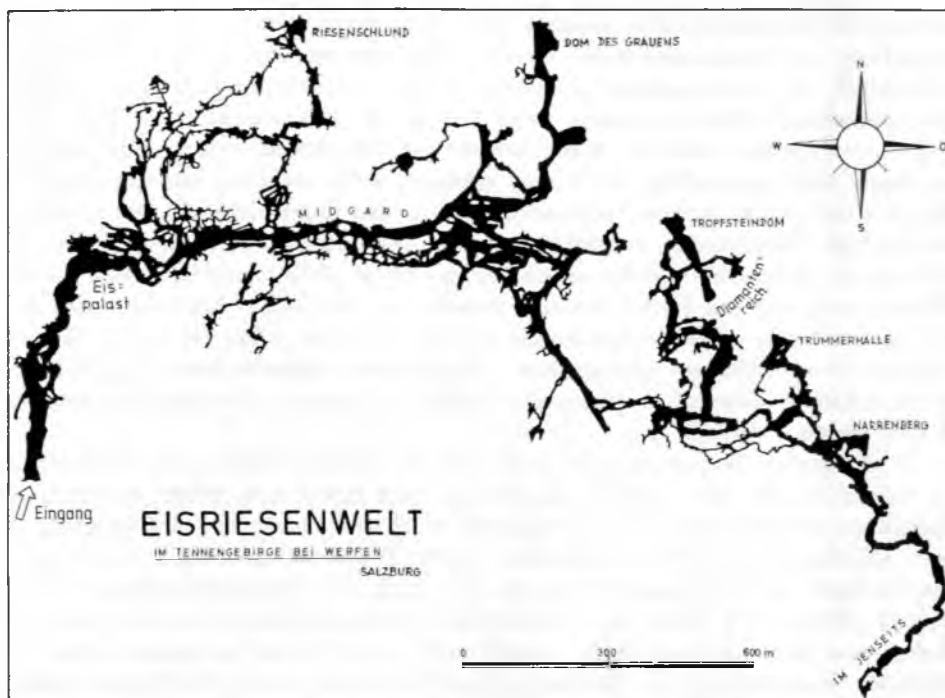 RIESENSCHLUND
DOM DES GRAUENS
N
W
O
S
MIDGARD
TROPFSTEINDOM
Eis=
palast
Diamanten=
reich
TRÜMMERHALLE
NARRENBERG
Eingang
EISRIESENWELT
IM TENNENGEBIRGE BEI WERFEN
SALZBURG
0 300 600 m
IM JENSEITS